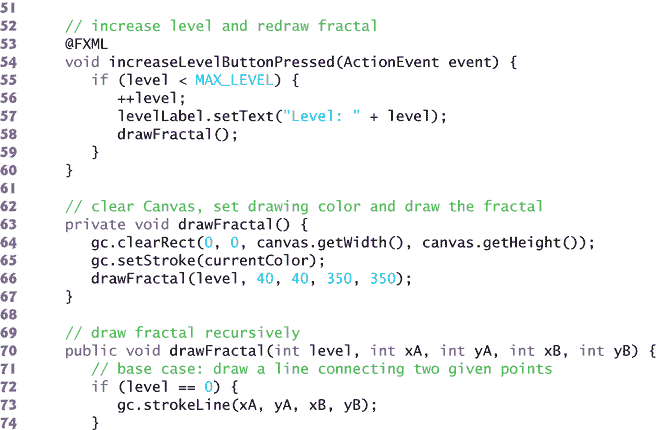 51
52 // increase level and redraw fractal
53 @FXML
54 void increaseLevelButtonPressed(ActionEvent event) {
55 if (level < MAX_LEVEL) {
56 ++level;
57 levelLabel.setText("Level: " + level);
58 drawFractal();
59 }
60 }
61
62 // clear Canvas, set drawing color and draw the fractal
63 private void drawFractal() {
64 gc.clearRect(0, 0, canvas.getWidth(), canvas.getHeight());
65 gc.setStroke(currentColor);
66 drawFractal(level, 40, 40, 350, 350);
67 }
68
69 // draw fractal recursively
70 public void drawFractal(int level, int xA, int yA, int xB, int yB) {
71 // base case: draw a line connecting two given points
72 if (level == 0) {
73 gc.strokeLine(xA, yA, xB, yB);
74 }